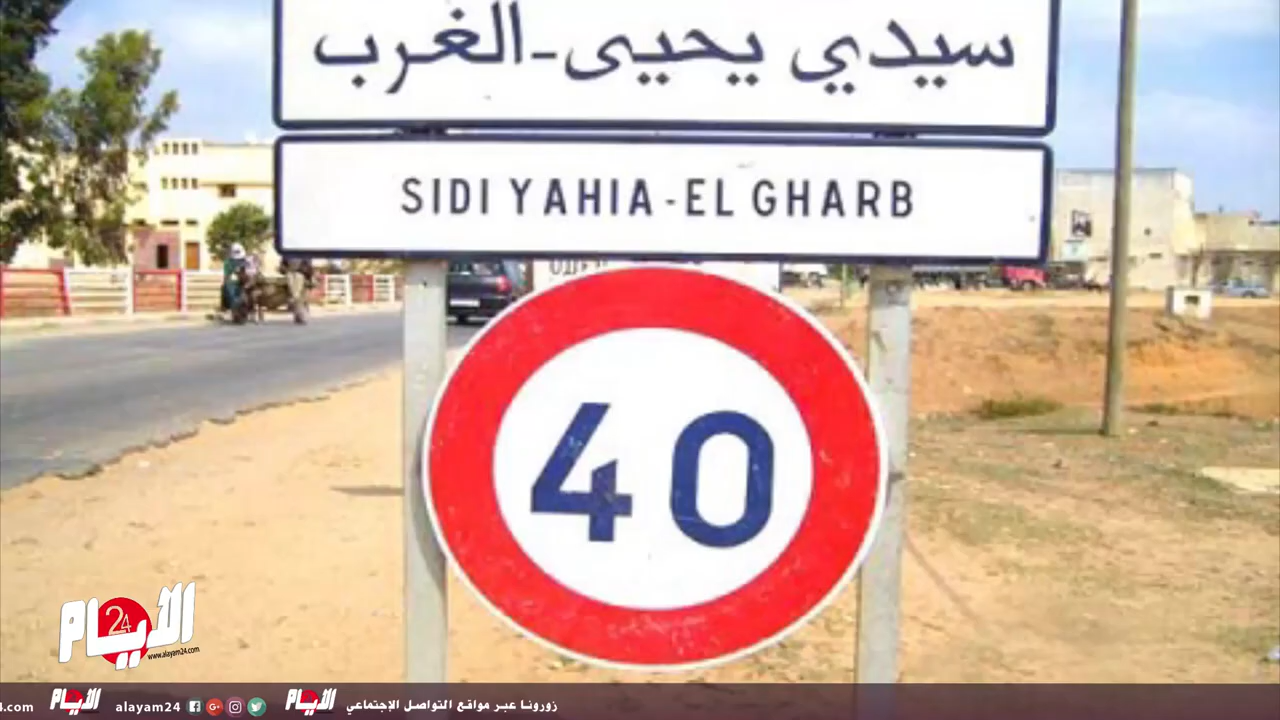 سيدي يحيى-الغرب
SIDI YAHIA-EL GHARB
40
الأيام 24
www.alayam24.com
.com الأيام alayam24 الأيام زورونا عبر مواقع التواصل الإجتماعي